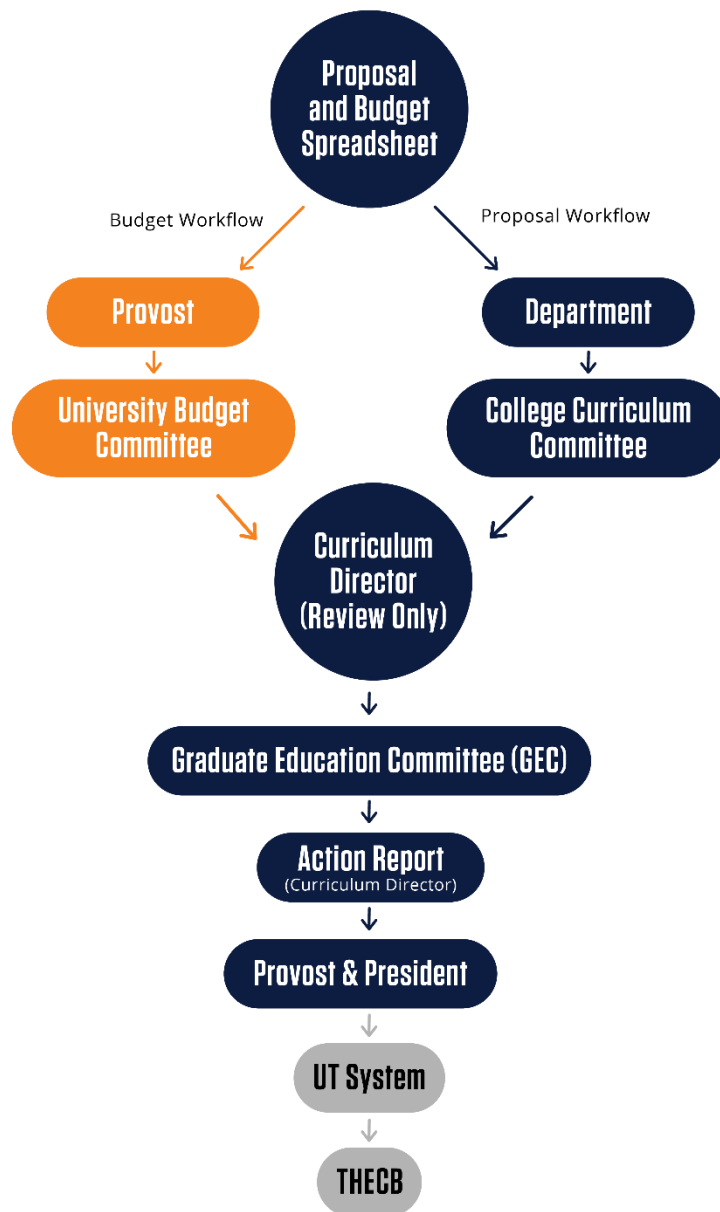 Proposal
and Budget
Spreadsheet
Budget Workflow
Proposal Workflow
Provost
Department
University Budget
Committee
College Curriculum
Committee
Curriculum
Director
(Review Only)
Graduate Education Committee (GEC)
Action Report
(Curriculum Director)
Provost & President
UT System
THECB